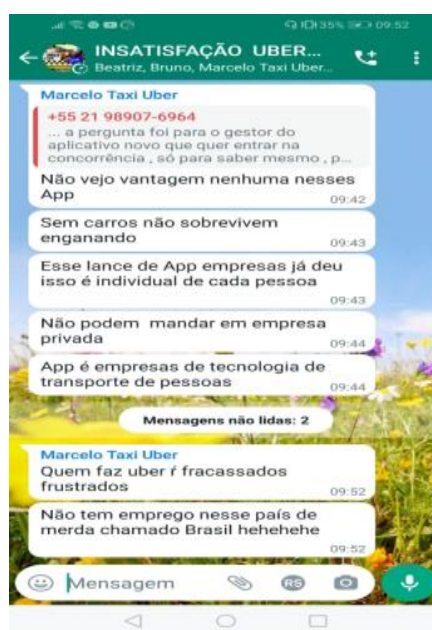 35% 09:52
INSATISFAÇÃO UBER...
Beatriz, Bruno, Marcelo Taxi Uber...
Marcelo Taxi Uber
+55 21 98907-6964
... a pergunta foi para o gestor do
aplicativo novo que quer entrar na
concorrência , só para saber mesmo , p...
Não vejo vantagem nenhuma nesses
App
09:42
Sem carros não sobrevivem
enganando
09:43
Esse lance de App empresas já deu
isso é individual de cada pessoa
09:43
Não podem mandar em empresa
privada
09:44
App é empresas de tecnologia de
transporte de pessoas
09:44
Mensagens não lidas: 2
Marcelo Taxi Uber
Quem faz uber ŕ fracassados
frustrados
09:52
Não tem emprego nesse país de
merda chamado Brasil hehehehe
09:52
Mensagem
R$